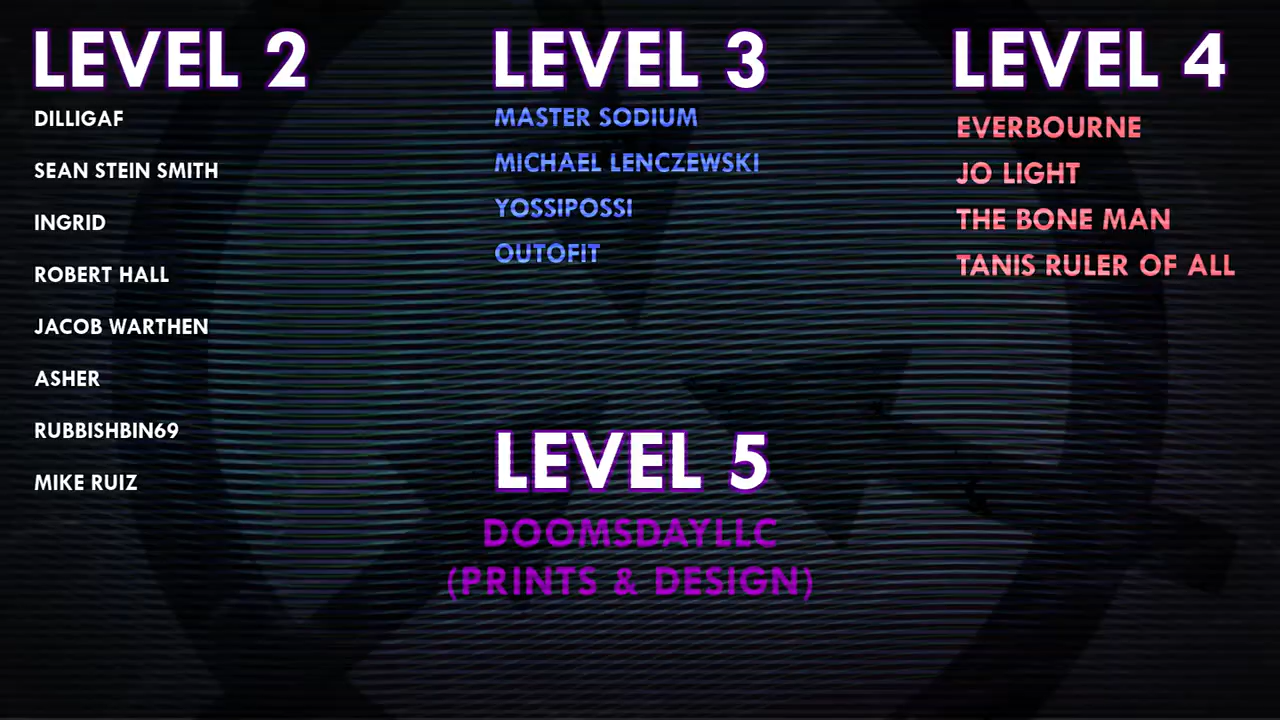 LEVEL 2
DILLIGAF
SEAN STEIN SMITH
INGRID
ROBERT HALL
JACOB WARTHEN
ASHER
RUBBISHBIN69
MIKE RUIZ
LEVEL 3
MASTER SODIUM
MICHAEL LENCZEWSKI
YOSSIPOSSI
OUTOFIT
LEVEL 4
EVERBOURNE
JO LIGHT
THE BONE MAN
TANIS RULER OF ALL
LEVEL 5
DOOMSDAYLLC
(PRINTS & DESIGN)